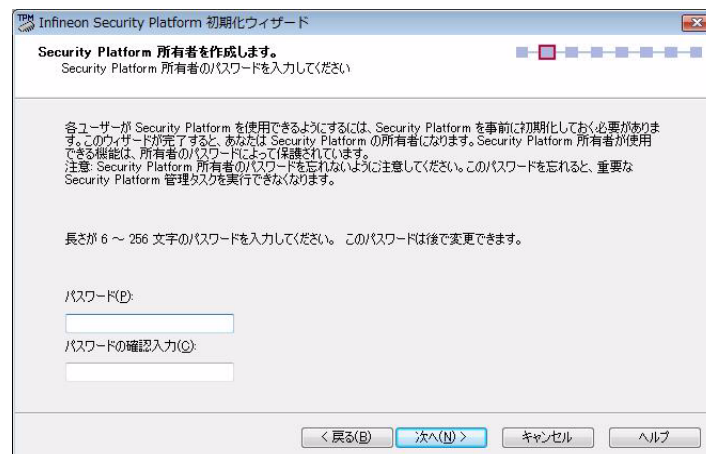 TPM
Infineon Security Platform 初期化ウィザード
Security Platform 所有者を作成します。
Security Platform 所有者のパスワードを入力してください
各ユーザーが Security Platform を使用できるようにするには、Security Platform を事前に初期化しておく必要がありま
す。このウィザードが完了すると、あなたは Security Platform の所有者になります。Security Platform 所有者が使用
できる機能は、所有者のパスワードによって保護されています。
注意: Security Platform 所有者のパスワードを忘れないように注意してください。このパスワードを忘れると、重要な
Security Platform 管理タスクを実行できなくなります。
長さが 6 ～ 256 文字のパスワードを入力してください。 このパスワードは後で変更できます。
パスワード(P):
パスワードの確認入力(C):
< 戻る(B) 次へ(N) > キャンセル ヘルプ